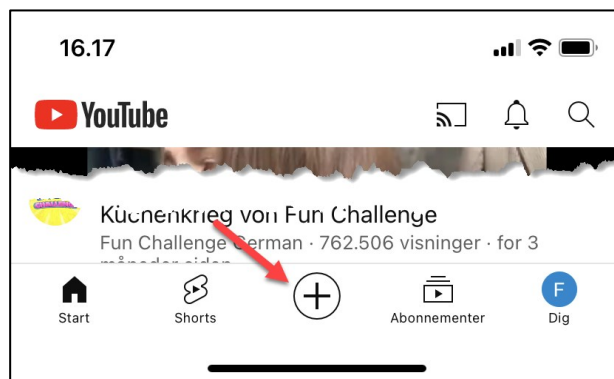 16.17
YouTube
Küchenkrieg von Fun Challenge
Fun Challenge German · 762.506 visninger · for 3
måneder siden
Start
Shorts
Abonnementer
F
Dig